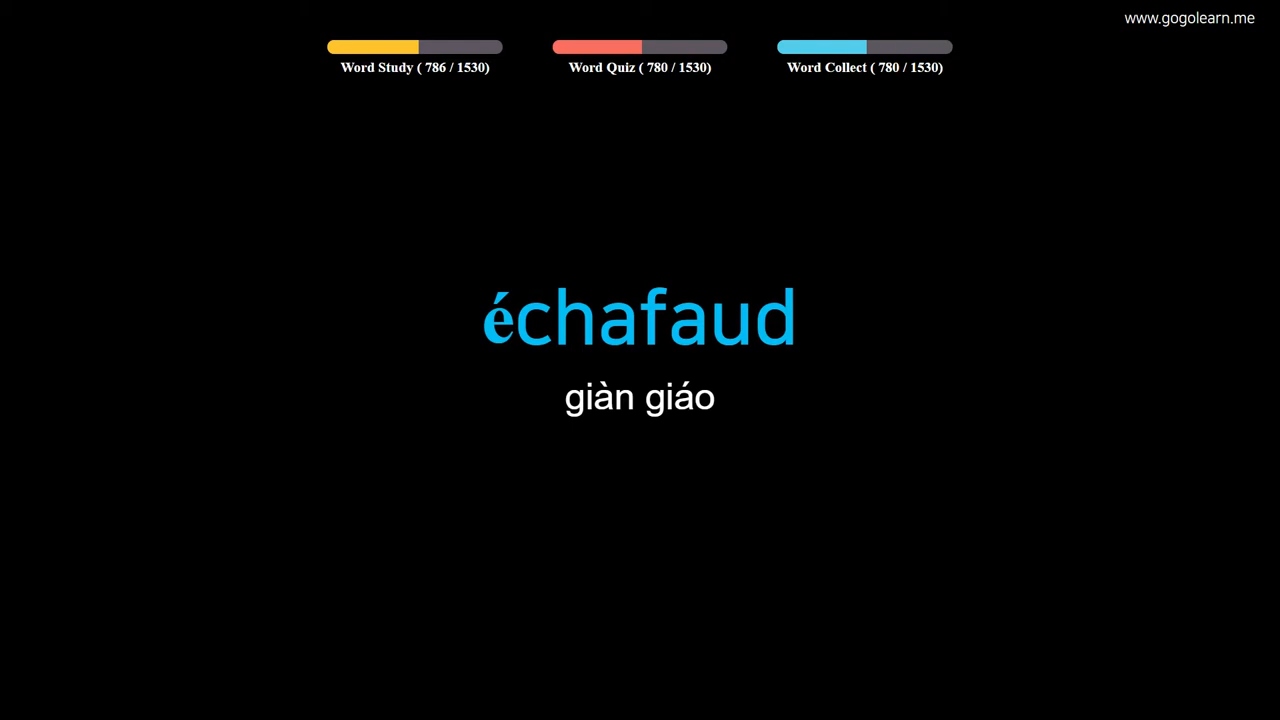 www.gogolearn.me
Word Study ( 786 / 1530)
Word Quiz ( 780 / 1530)
Word Collect ( 780 / 1530)
échafaud
giàn giáo